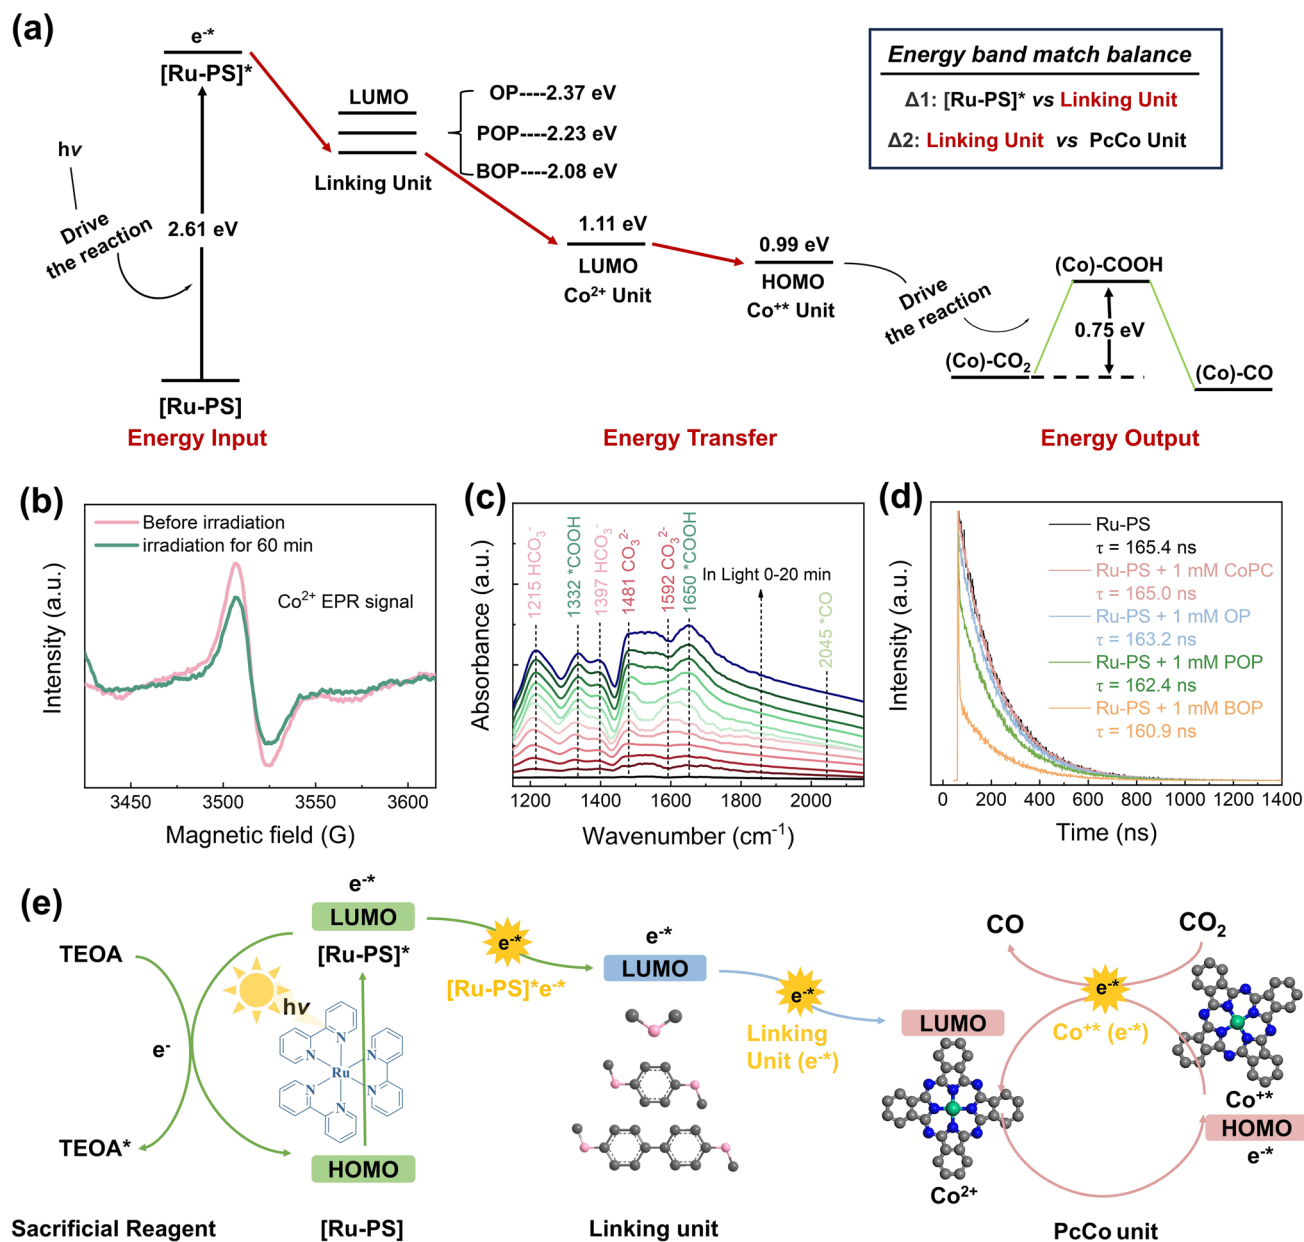 (a)
e⁻*
[Ru-PS]*
hν
Drive
the reaction
2.61 eV
[Ru-PS]
Energy Input
LUMO
Linking Unit
OP----2.37 eV
POP----2.23 eV
BOP----2.08 eV
1.11 eV
LUMO
Co²⁺ Unit
0.99 eV
HOMO
Co⁺* Unit
Energy Transfer
Energy band match balance
Δ1: [Ru-PS]* vs Linking Unit
Δ2: Linking Unit vs PcCo Unit
Drive
the reaction
(Co)-COOH
0.75 eV
(Co)-CO₂
(Co)-CO
Energy Output
(b)
Before irradiation
irradiation for 60 min
Co²⁺ EPR signal
Intensity (a.u.)
3450 3500 3550 3600
Magnetic field (G)
(c)
1215 HCO₃⁻
1332 *COOH
1397 HCO₃⁻
1481 CO₃²⁻
1592 CO₃²⁻
1650 *COOH
In Light 0-20 min
2045 *CO
Absorbance (a.u.)
1200 1400 1600 1800 2000
Wavenumber (cm⁻¹)
(d)
Ru-PS
τ = 165.4 ns
Ru-PS + 1 mM CoPC
τ = 165.0 ns
Ru-PS + 1 mM OP
τ = 163.2 ns
Ru-PS + 1 mM POP
τ = 162.4 ns
Ru-PS + 1 mM BOP
τ = 160.9 ns
Intensity (a.u.)
0 200 400 600 800 1000 1200 1400
Time (ns)
(e)
TEOA
e⁻
TEOA*
Sacrificial Reagent
e⁻*
LUMO
[Ru-PS]*
hν
N N N N N N
Ru
HOMO
[Ru-PS]
e⁻*
[Ru-PS]*e⁻*
e⁻*
LUMO
Linking unit
e⁻*
Linking
Unit (e⁻*)
LUMO
Co²⁺
CO
CO₂
e⁻*
Co⁺* (e⁻*)
Co⁺*
HOMO
e⁻*
PcCo unit